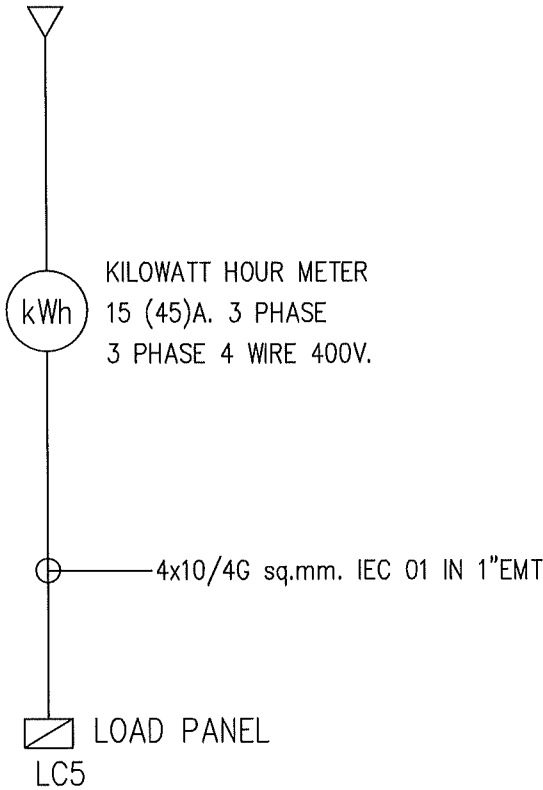 KILOWATT HOUR METER
kWh
15 (45)A. 3 PHASE
3 PHASE 4 WIRE 400V.
4x10/4G sq.mm. IEC 01 IN 1"EMT
LOAD PANEL
LC5